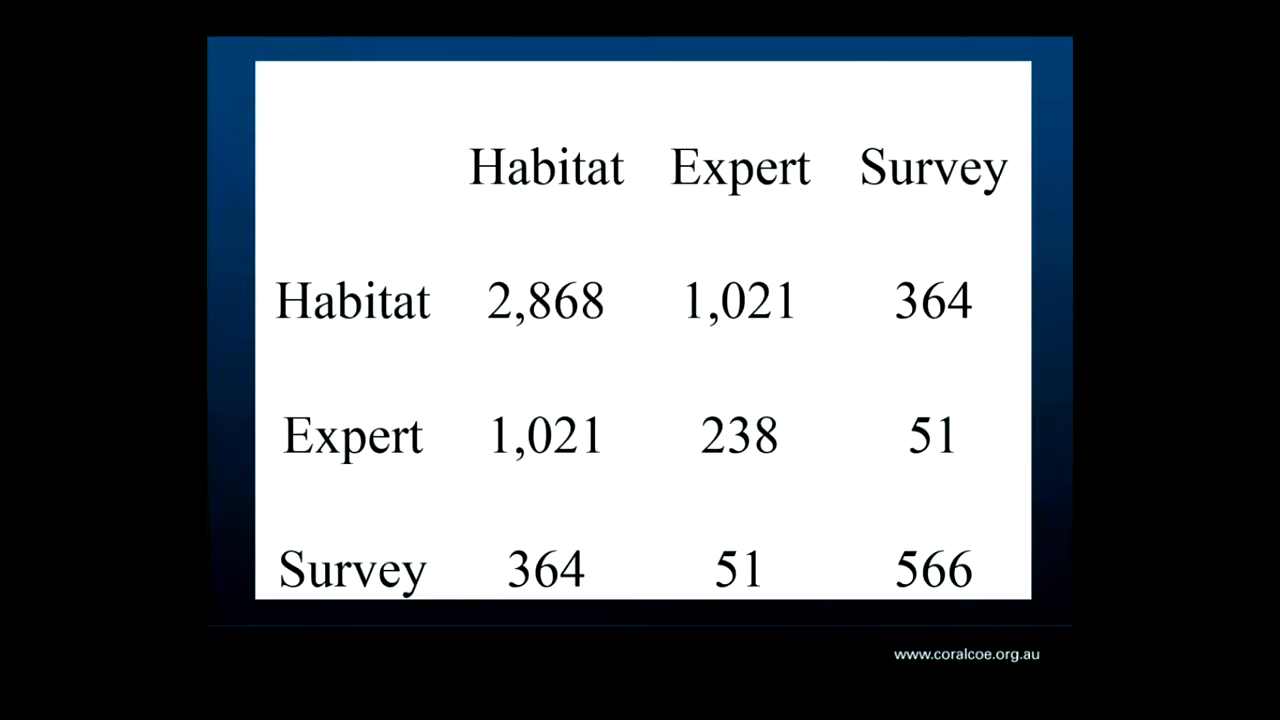 Habitat Expert Survey
Habitat 2,868 1,021 364
Expert 1,021 238 51
Survey 364 51 566
www.coralcoe.org.au